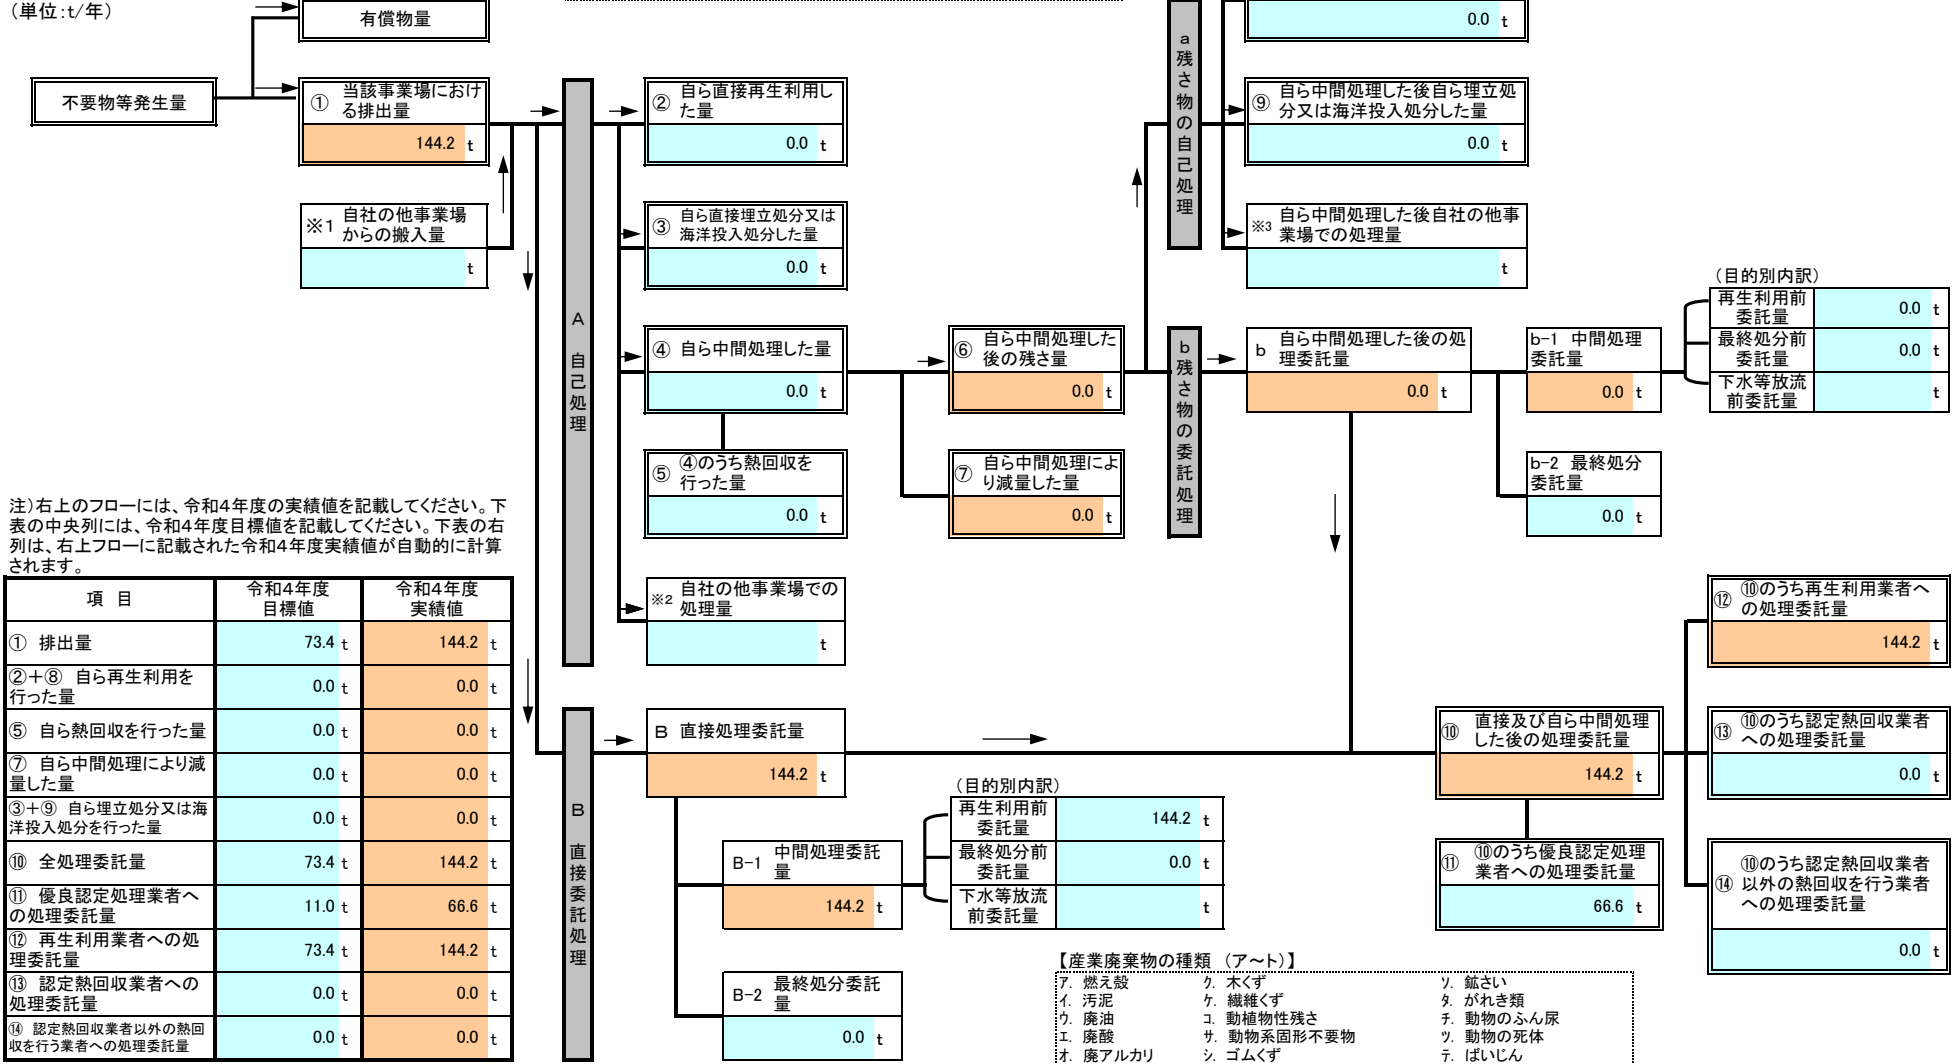 (単位:t/年)
有償物量
不要物等発生量
① 当該事業場におけ
る排出量
144.2 t
※1 自社の他事業場
からの搬入量
t
A 自己処理
② 自ら直接再生利用し
た量
0.0 t
③ 自ら直接埋立処分又は
海洋投入処分した量
0.0 t
④ 自ら中間処理した量
0.0 t
⑤ ④のうち熱回収を
行った量
0.0 t
※2 自社の他事業場での
処理量
t
⑥ 自ら中間処理した
後の残さ量
0.0 t
⑦ 自ら中間処理によ
り減量した量
0.0 t
a 残さ物の自己処理
0.0 t
⑨ 自ら中間処理した後自ら埋立処
分又は海洋投入処分した量
0.0 t
※3 自ら中間処理した後自社の他事
業場での処理量
t
b 残さ物の委託処理
b 自ら中間処理した後の処
理委託量
0.0 t
b-1 中間処理
委託量
0.0 t
(目的別内訳)
再生利用前
委託量
0.0 t
最終処分前
委託量
0.0 t
下水等放流
前委託量
t
b-2 最終処分
委託量
0.0 t
注)右上のフローには、令和4年度の実績値を記載してください。下
表の中央列には、令和4年度目標値を記載してください。下表の右
列は、右上フローに記載された令和4年度実績値が自動的に計算
されます。
項 目
令和4年度
目標値
令和4年度
実績値
① 排出量
73.4 t
144.2 t
②+⑧ 自ら再生利用を
行った量
0.0 t
0.0 t
⑤ 自ら熱回収を行った量
0.0 t
0.0 t
⑦ 自ら中間処理により減
量した量
0.0 t
0.0 t
③+⑨ 自ら埋立処分又は海
洋投入処分を行った量
0.0 t
0.0 t
⑩ 全処理委託量
73.4 t
144.2 t
⑪ 優良認定処理業者へ
の処理委託量
11.0 t
66.6 t
⑫ 再生利用業者への処
理委託量
73.4 t
144.2 t
⑬ 認定熱回収業者への
処理委託量
0.0 t
0.0 t
⑭ 認定熱回収業者以外の熱回
収を行う業者への処理委託量
0.0 t
0.0 t
B 直接委託処理
B 直接処理委託量
144.2 t
B-1 中間処理委託
量
144.2 t
(目的別内訳)
再生利用前
委託量
144.2 t
最終処分前
委託量
0.0 t
下水等放流
前委託量
t
B-2 最終処分委託
量
0.0 t
⑩ 直接及び自ら中間処理
した後の処理委託量
144.2 t
⑪ ⑩のうち優良認定処理
業者への処理委託量
66.6 t
⑫ ⑩のうち再生利用業者へ
の処理委託量
144.2 t
⑬ ⑩のうち認定熱回収業者
への処理委託量
0.0 t
⑭ ⑩のうち認定熱回収業者
以外の熱回収を行う業者
への処理委託量
0.0 t
【産業廃棄物の種類 (ア~ト)】
ア. 燃え殻
イ. 汚泥
ウ. 廃油
エ. 廃酸
オ. 廃アルカリ
ク. 木くず
ケ. 繊維くず
コ. 動植物性残さ
サ. 動物系固形不要物
シ. ゴムくず
ソ. 鉱さい
タ. がれき類
チ. 動物のふん尿
ツ. 動物の死体
テ. ばいじん